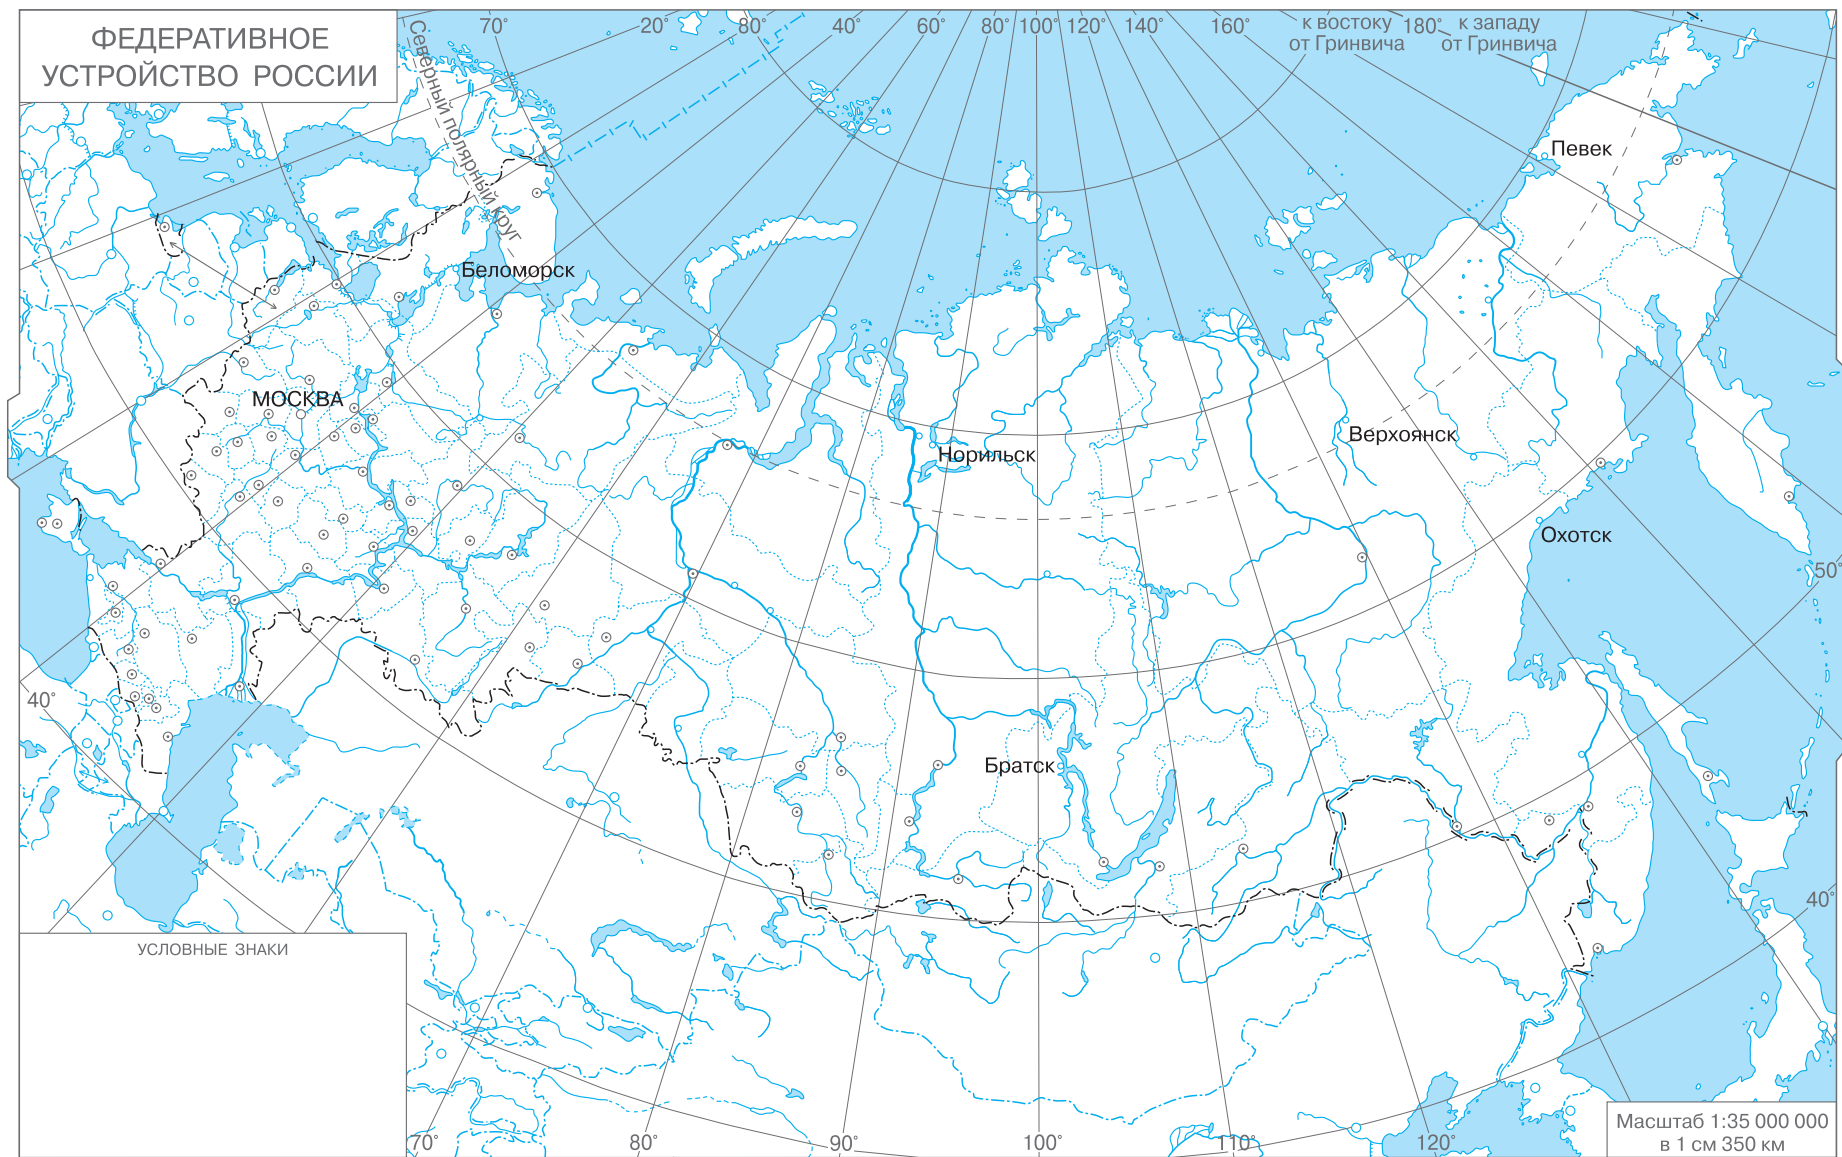 ФЕДЕРАТИВНОЕ
УСТРОЙСТВО РОССИИ
70°
20°
80°
40°
60°
80°
100°
120°
140°
160°
к востоку
от Гринвича
180°
к западу
от Гринвича
Северный полярный круг
Певек
Беломорск
МОСКВА
Норильск
Верхоянск
Охотск
50°
40°
Братск
40°
УСЛОВНЫЕ ЗНАКИ
70°
80°
90°
100°
110°
120°
Масштаб 1:35 000 000
в 1 см 350 км